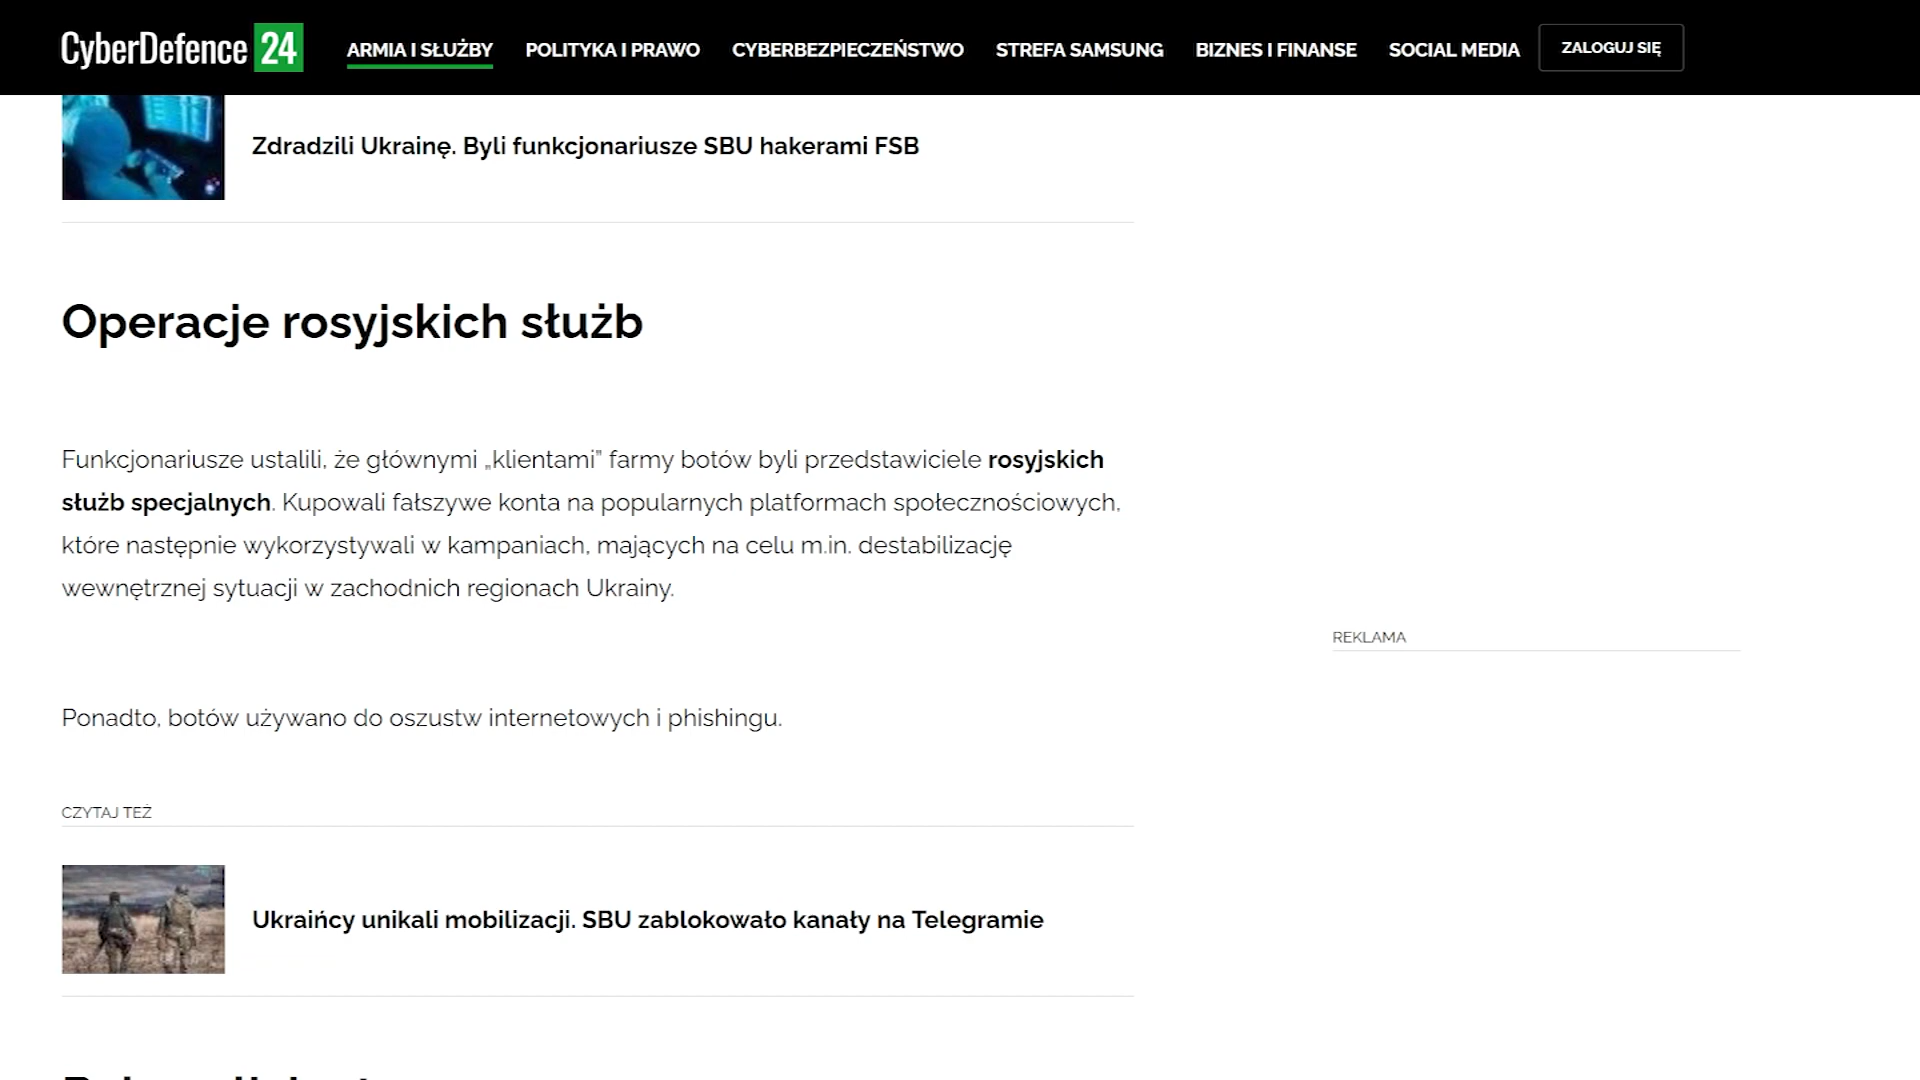 CyberDefence 24
ARMIA I SŁUŻBY
POLITYKA I PRAWO
CYBERBEZPIECZEŃSTWO
STREFA SAMSUNG
BIZNES I FINANSE
SOCIAL MEDIA
ZALOGUJ SIĘ
Zdradzili Ukrainę. Byli funkcjonariusze SBU hakerami FSB
Operacje rosyjskich służb
Funkcjonariusze ustalili, że głównymi „klientami” farmy botów byli przedstawiciele rosyjskich
służb specjalnych. Kupowali fałszywe konta na popularnych platformach społecznościowych,
które następnie wykorzystywali w kampaniach, mających na celu m.in. destabilizację
wewnętrznej sytuacji w zachodnich regionach Ukrainy.
REKLAMA
Ponadto, botów używano do oszustw internetowych i phishingu.
CZYTAJ TEŻ
Ukraińcy unikali mobilizacji. SBU zablokowało kanały na Telegramie